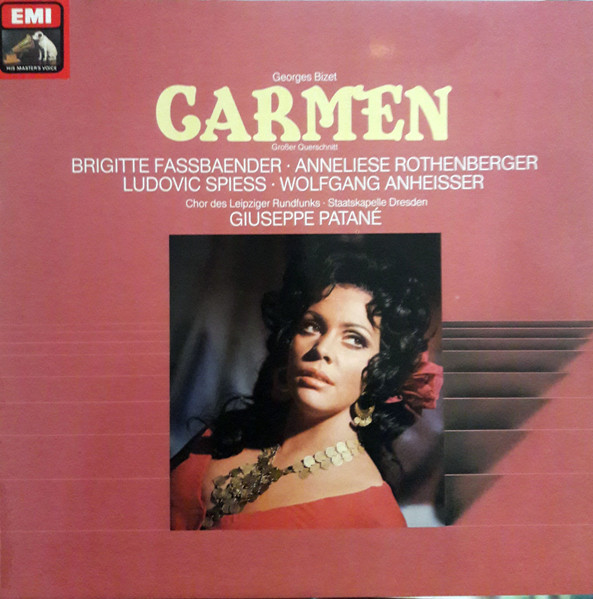 EMI
HIS MASTER'S VOICE
Georges Bizet
CARMEN
Großer Querschnitt
BRIGITTE FASSBAENDER · ANNELIESE ROTHENBERGER
LUDOVIC SPIESS · WOLFGANG ANHEISSER
Chor des Leipziger Rundfunks · Staatskapelle Dresden
GIUSEPPE PATANÉ